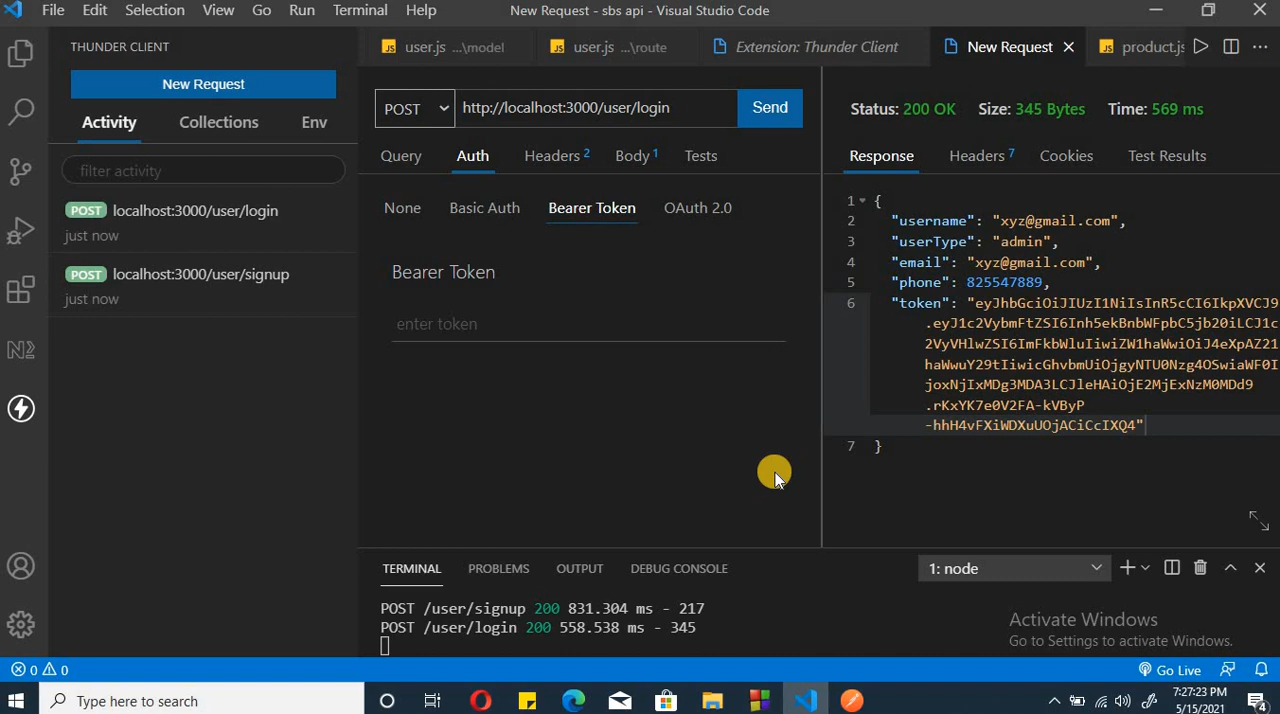 File Edit Selection View Go Run Terminal Help New Request - sbs api - Visual Studio Code
THUNDER CLIENT
New Request
Activity Collections Env
filter activity
POST localhost:3000/user/login
just now
POST localhost:3000/user/signup
just now
user.js ...\model user.js ...\route Extension: Thunder Client New Request product.js
POST http://localhost:3000/user/login Send
Query Auth Headers 2 Body 1 Tests
None Basic Auth Bearer Token OAuth 2.0
Bearer Token
enter token
Status: 200 OK Size: 345 Bytes Time: 569 ms
Response Headers 7 Cookies Test Results
1 {
2 "username": "xyz@gmail.com",
3 "userType": "admin",
4 "email": "xyz@gmail.com",
5 "phone": 825547889,
6 "token": "eyJhbGciOiJIUzI1NiIsInR5cCI6IkpXVCJ9
.eyJ1c2VybmFtZSI6Inh5ekBnbWFpbC5jb20iLCJ1c
2VyVHlwZSI6ImFkbWluIiwiZW1haWwiOiJ4eXpAZ21
haWwuY29tIiwicGhvbmUiOjgyNTU0Nzg4OSwiaWF0I
joxNjIxMDg3MDA3LCJleHAiOjE2MjExNzM0MDd9
.rKxYK7e0V2FA-kVByP
-hhH4vFXiWDXuUOjACiCcIXQ4"
7 }
TERMINAL PROBLEMS OUTPUT DEBUG CONSOLE 1: node
POST /user/signup 200 831.304 ms - 217
POST /user/login 200 558.538 ms - 345
Activate Windows
Go to Settings to activate Windows.
0 0 Go Live
Type here to search
7:27:23 PM
5/15/2021
4